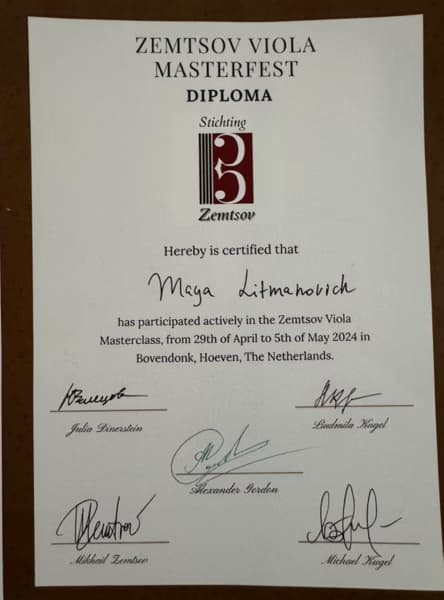 ZEMTSOV VIOLA
MASTERFEST
DIPLOMA
Stichting
Zemtsov
Hereby is certified that
Maya Litmanovich
has participated actively in the Zemtsov Viola
Masterclass, from 29th of April to 5th of May 2024 in
Bovendonk, Hoeven, The Netherlands.
Julia Dinerstein
Liudmila Kugel
Alexander Gordon
Mikhail Zemtsov
Michael Kugel